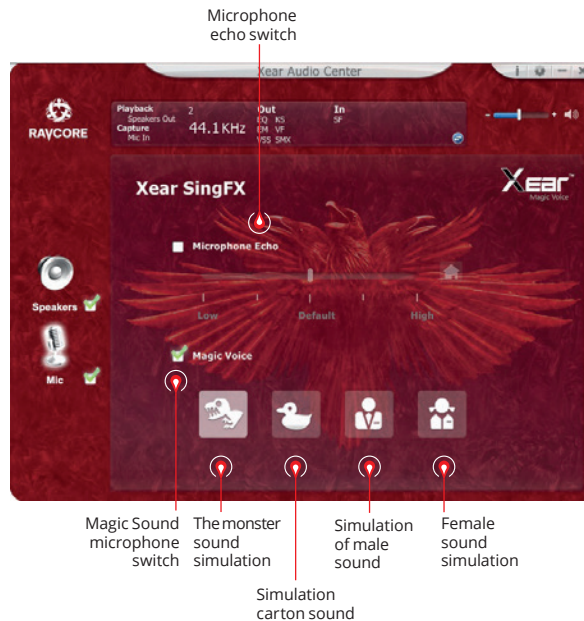 Microphone
echo switch
Xear Audio Center
RAVCORE
Playback 2 Out In
Speakers Out EQ KS SF
Capture 44.1KHz EM VF
Mic In VSS SMX
Xear SingFX
Xear™
Magic Voice
Microphone Echo
Low Default High
Speakers
Magic Voice
Mic
Magic Sound
microphone
switch
The monster
sound
simulation
Simulation
of male
sound
Female
sound
simulation
Simulation
carton sound